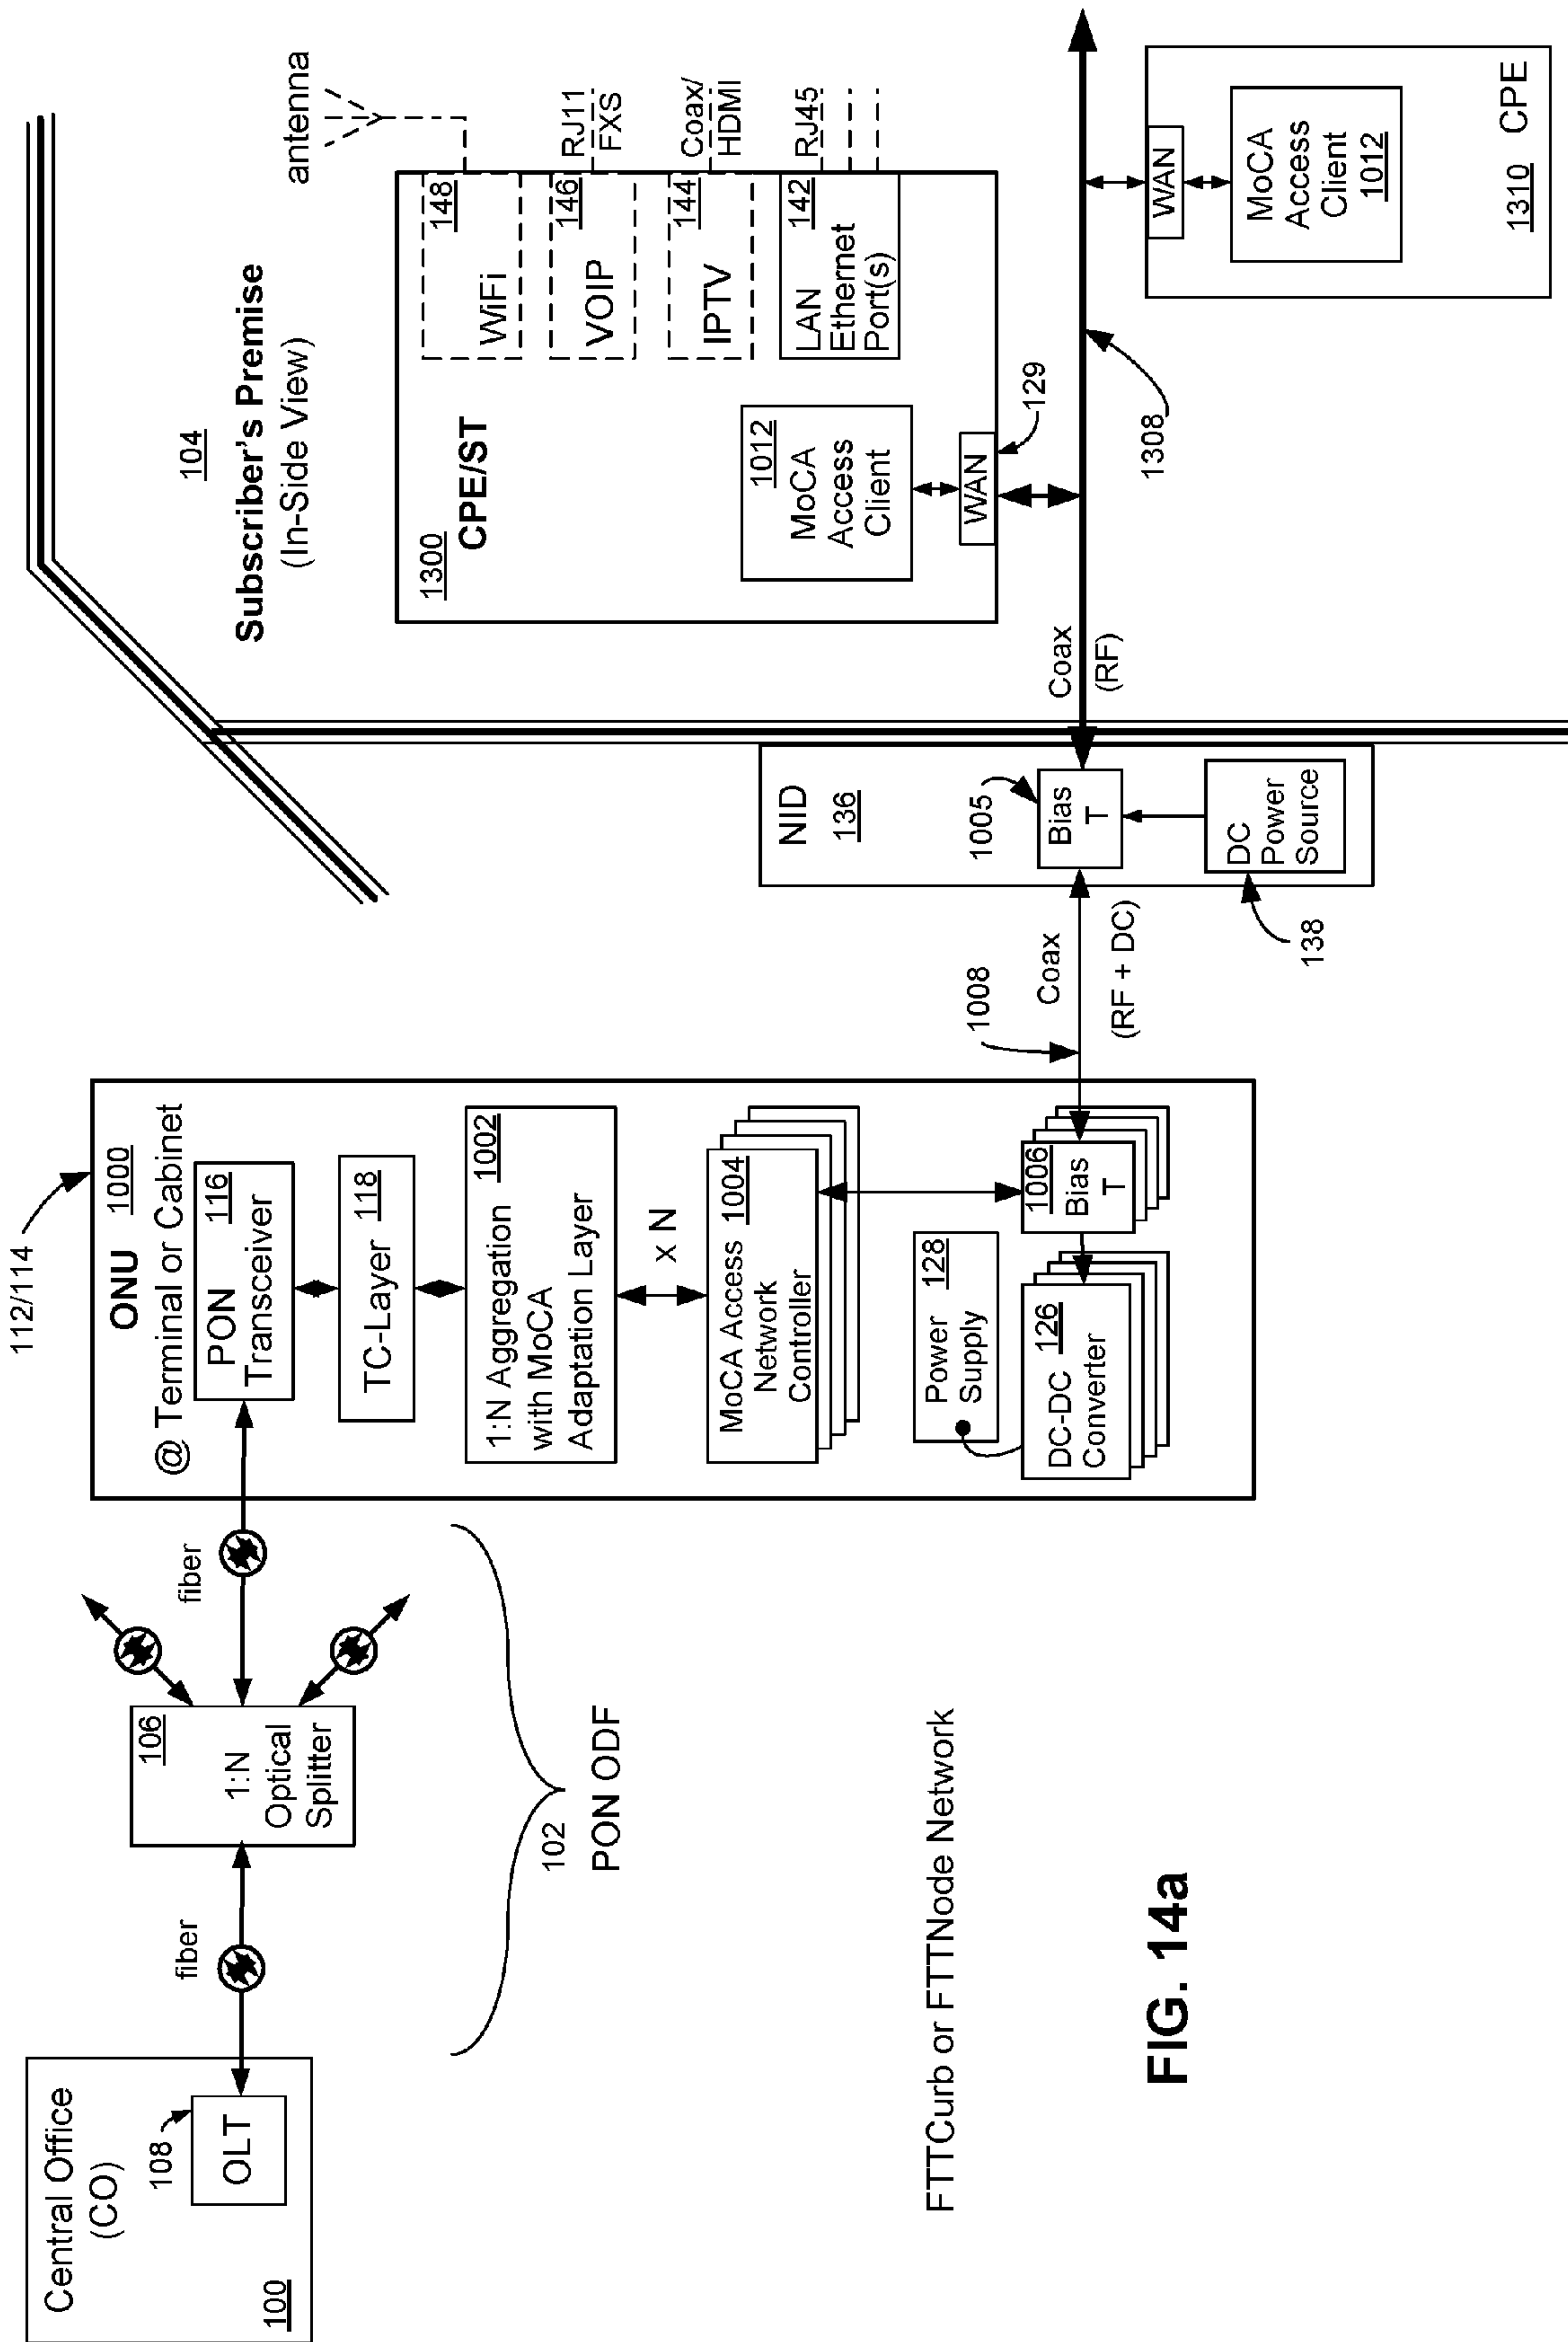 Central Office
(CO)
100
108
OLT
fiber
106
1:N
Optical
Splitter
fiber
102
PON ODF
112/114
ONU 1000
@ Terminal or Cabinet
PON 116
Transceiver
TC-Layer 118
1:N Aggregation 1002
with MoCA
Adaptation Layer
x N
MoCA Access 1004
Network
Controller
Power 128
Supply
DC-DC 126
Converter
1006
Bias
T
1008
Coax
(RF + DC)
NID
136
1005
Bias
T
DC
Power
Source
138
104
Subscriber's Premise
(In-Side View)
antenna
1300
CPE/ST
148
WiFi
146
VOIP
RJ11
FXS
144
IPTV
Coax/
HDMI
142
LAN
Ethernet
Port(s)
RJ45
1012
MoCA
Access
Client
WAN
129
Coax
(RF)
1308
WAN
MoCA
Access
Client
1012
1310 CPE
FTTCurb or FTTNode Network
FIG. 14a